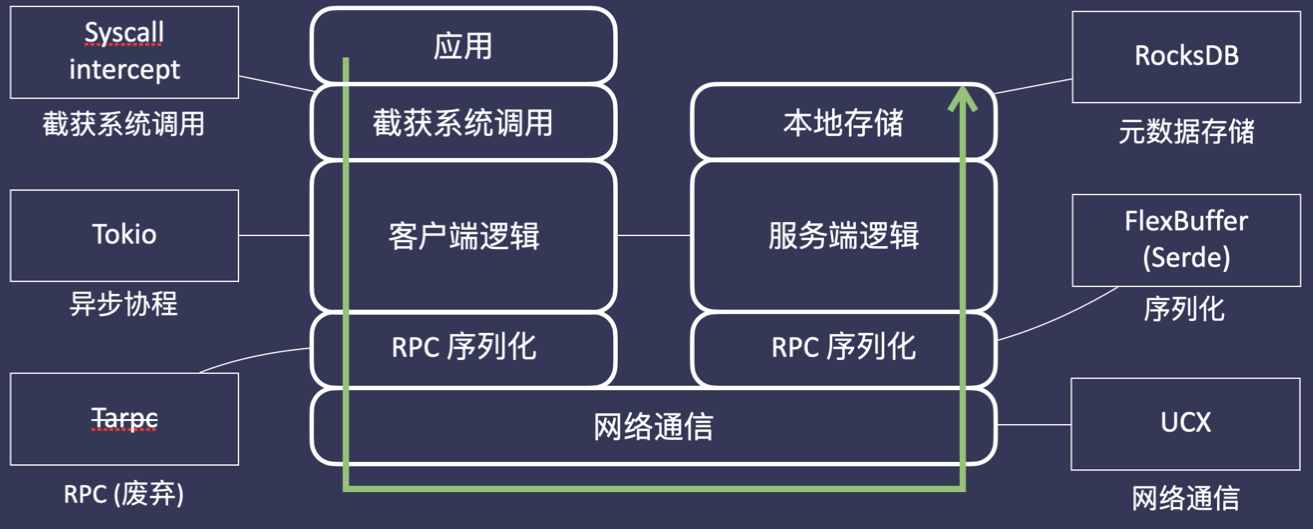 Syscall
intercept
截获系统调用
Tokio
异步协程
Tarpc
RPC (废弃)
应用
截获系统调用
客户端逻辑
RPC 序列化
本地存储
服务端逻辑
RPC 序列化
网络通信
RocksDB
元数据存储
FlexBuffer
(Serde)
序列化
UCX
网络通信